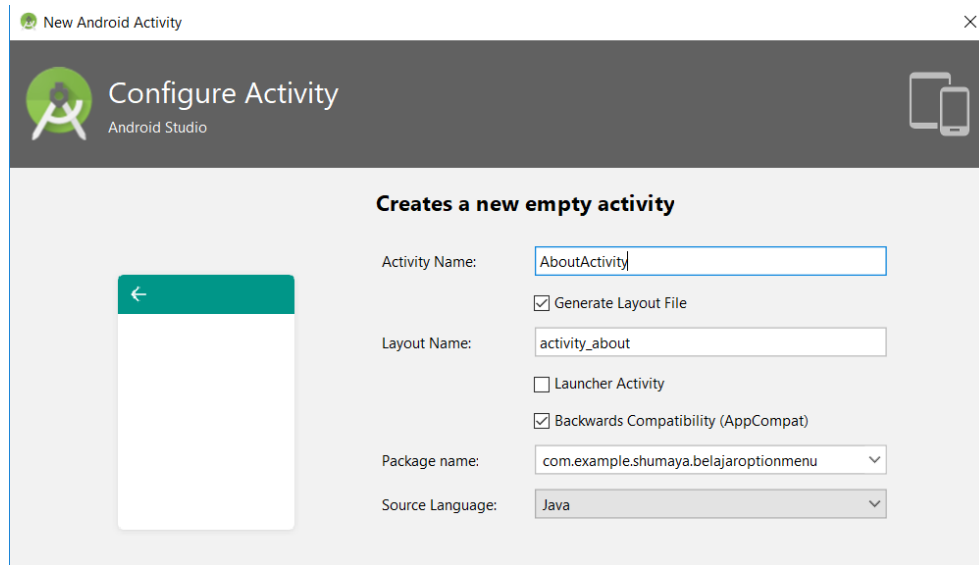 New Android Activity
Configure Activity
Android Studio
Creates a new empty activity
Activity Name: AboutActivity
Generate Layout File
Layout Name: activity_about
Launcher Activity
Backwards Compatibility (AppCompat)
Package name: com.example.shumaya.belajaroptionmenu
Source Language: Java